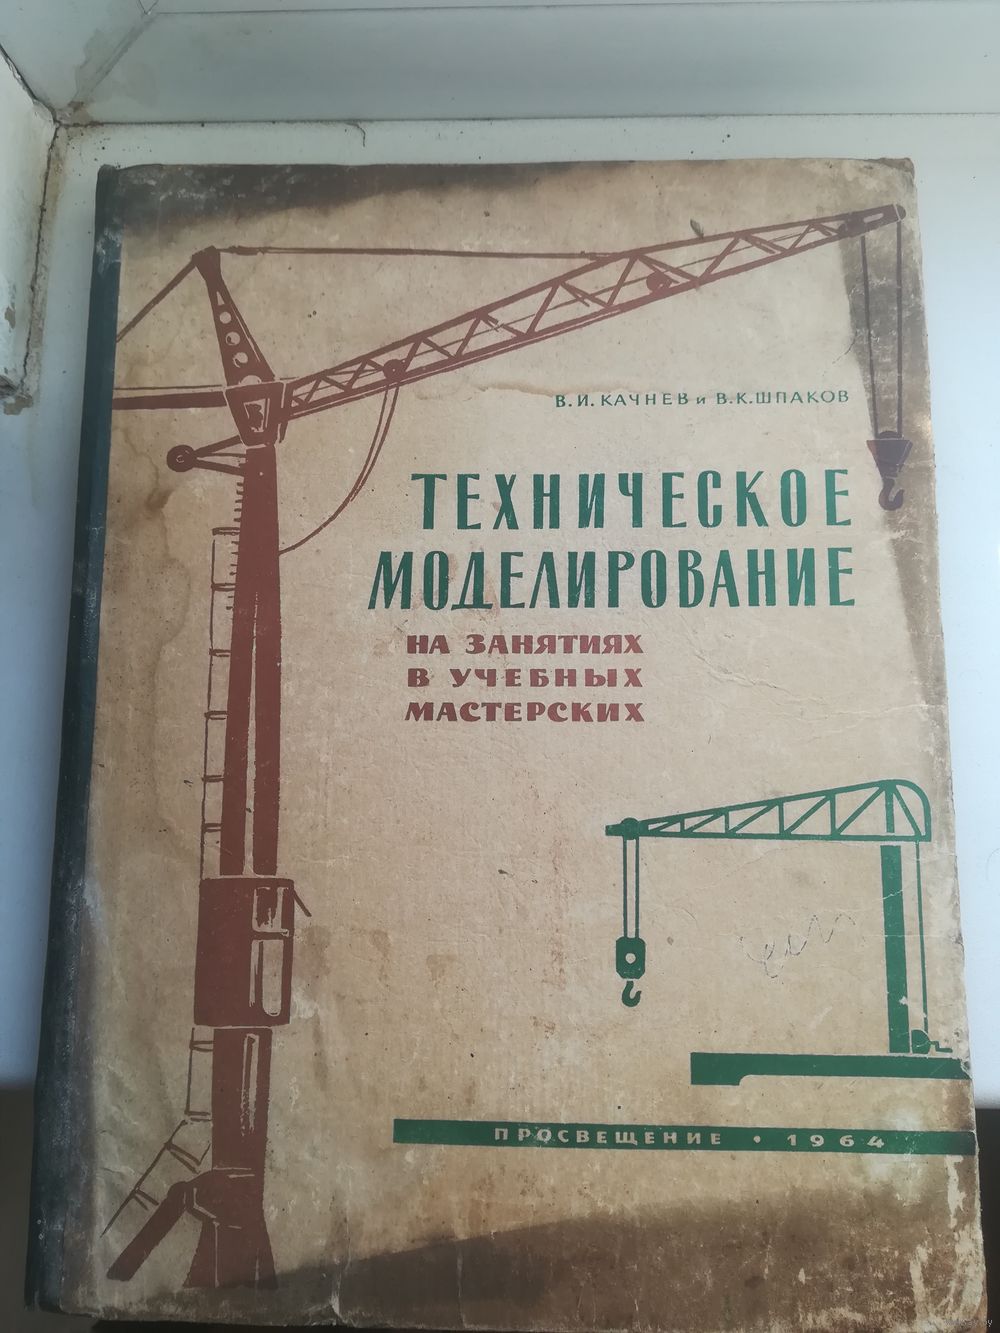 В. И. КАЧНЕВ и В. К. ШПАКОВ
ТЕХНИЧЕСКОЕ
МОДЕЛИРОВАНИЕ
НА ЗАНЯТИЯХ
В УЧЕБНЫХ
МАСТЕРСКИХ
ПРОСВЕЩЕНИЕ • 1964